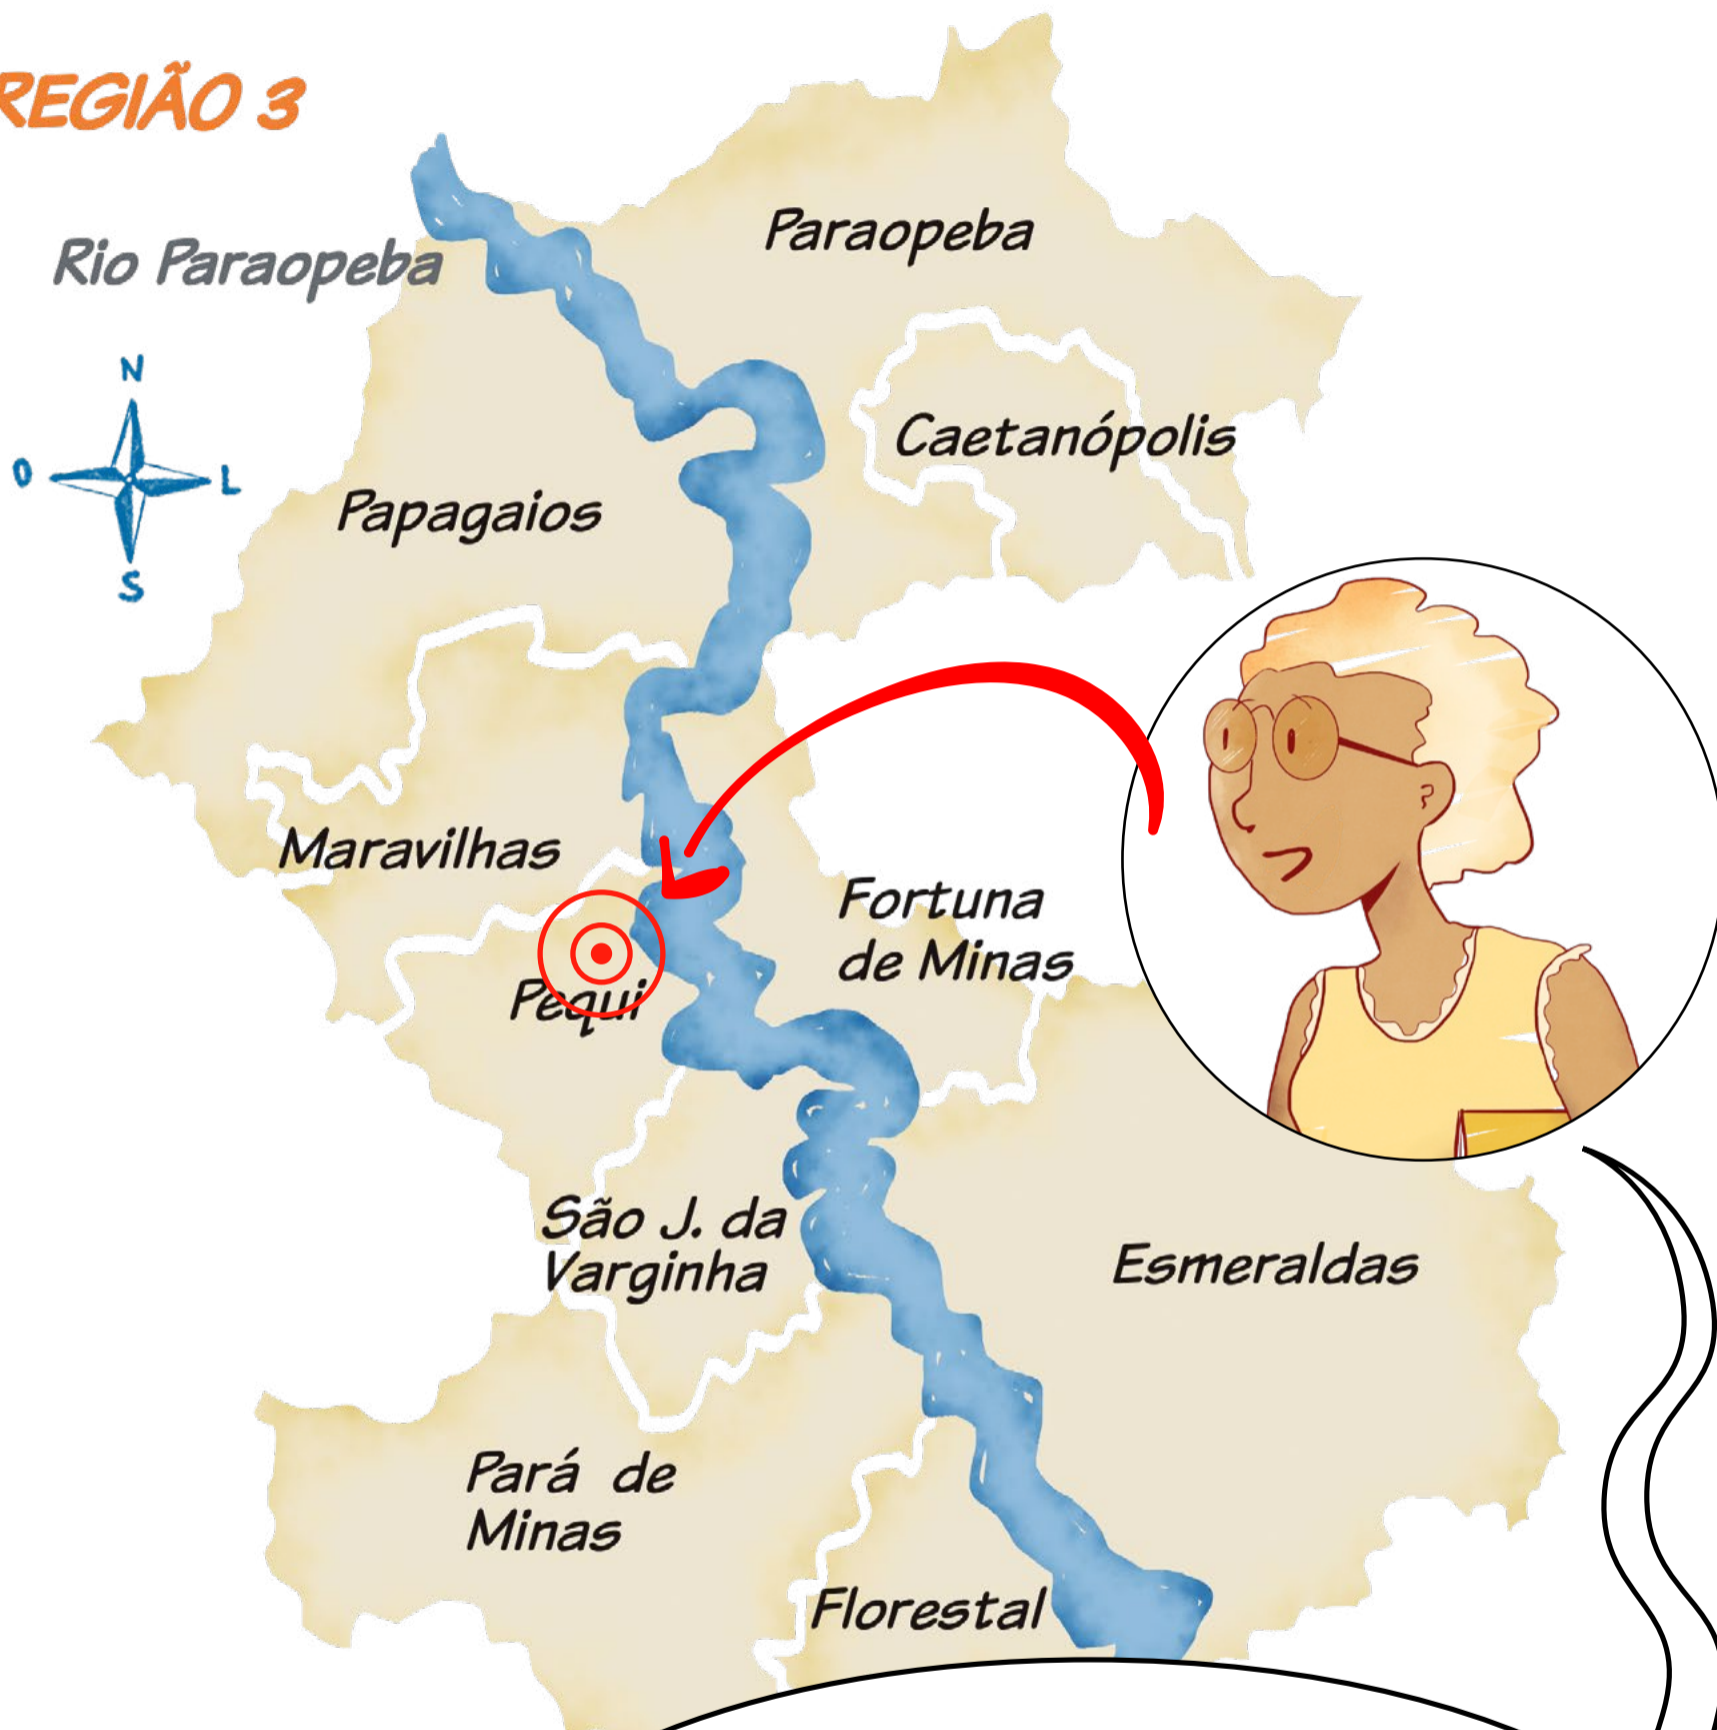 REGIÃO 3
Paraopeba
Rio Paraopeba
N
O
L
S
Caetanópolis
Papagaios
Maravilhas
Fortuna
de Minas
Pequi
São J. da
Varginha
Esmeraldas
Pará de
Minas
Florestal